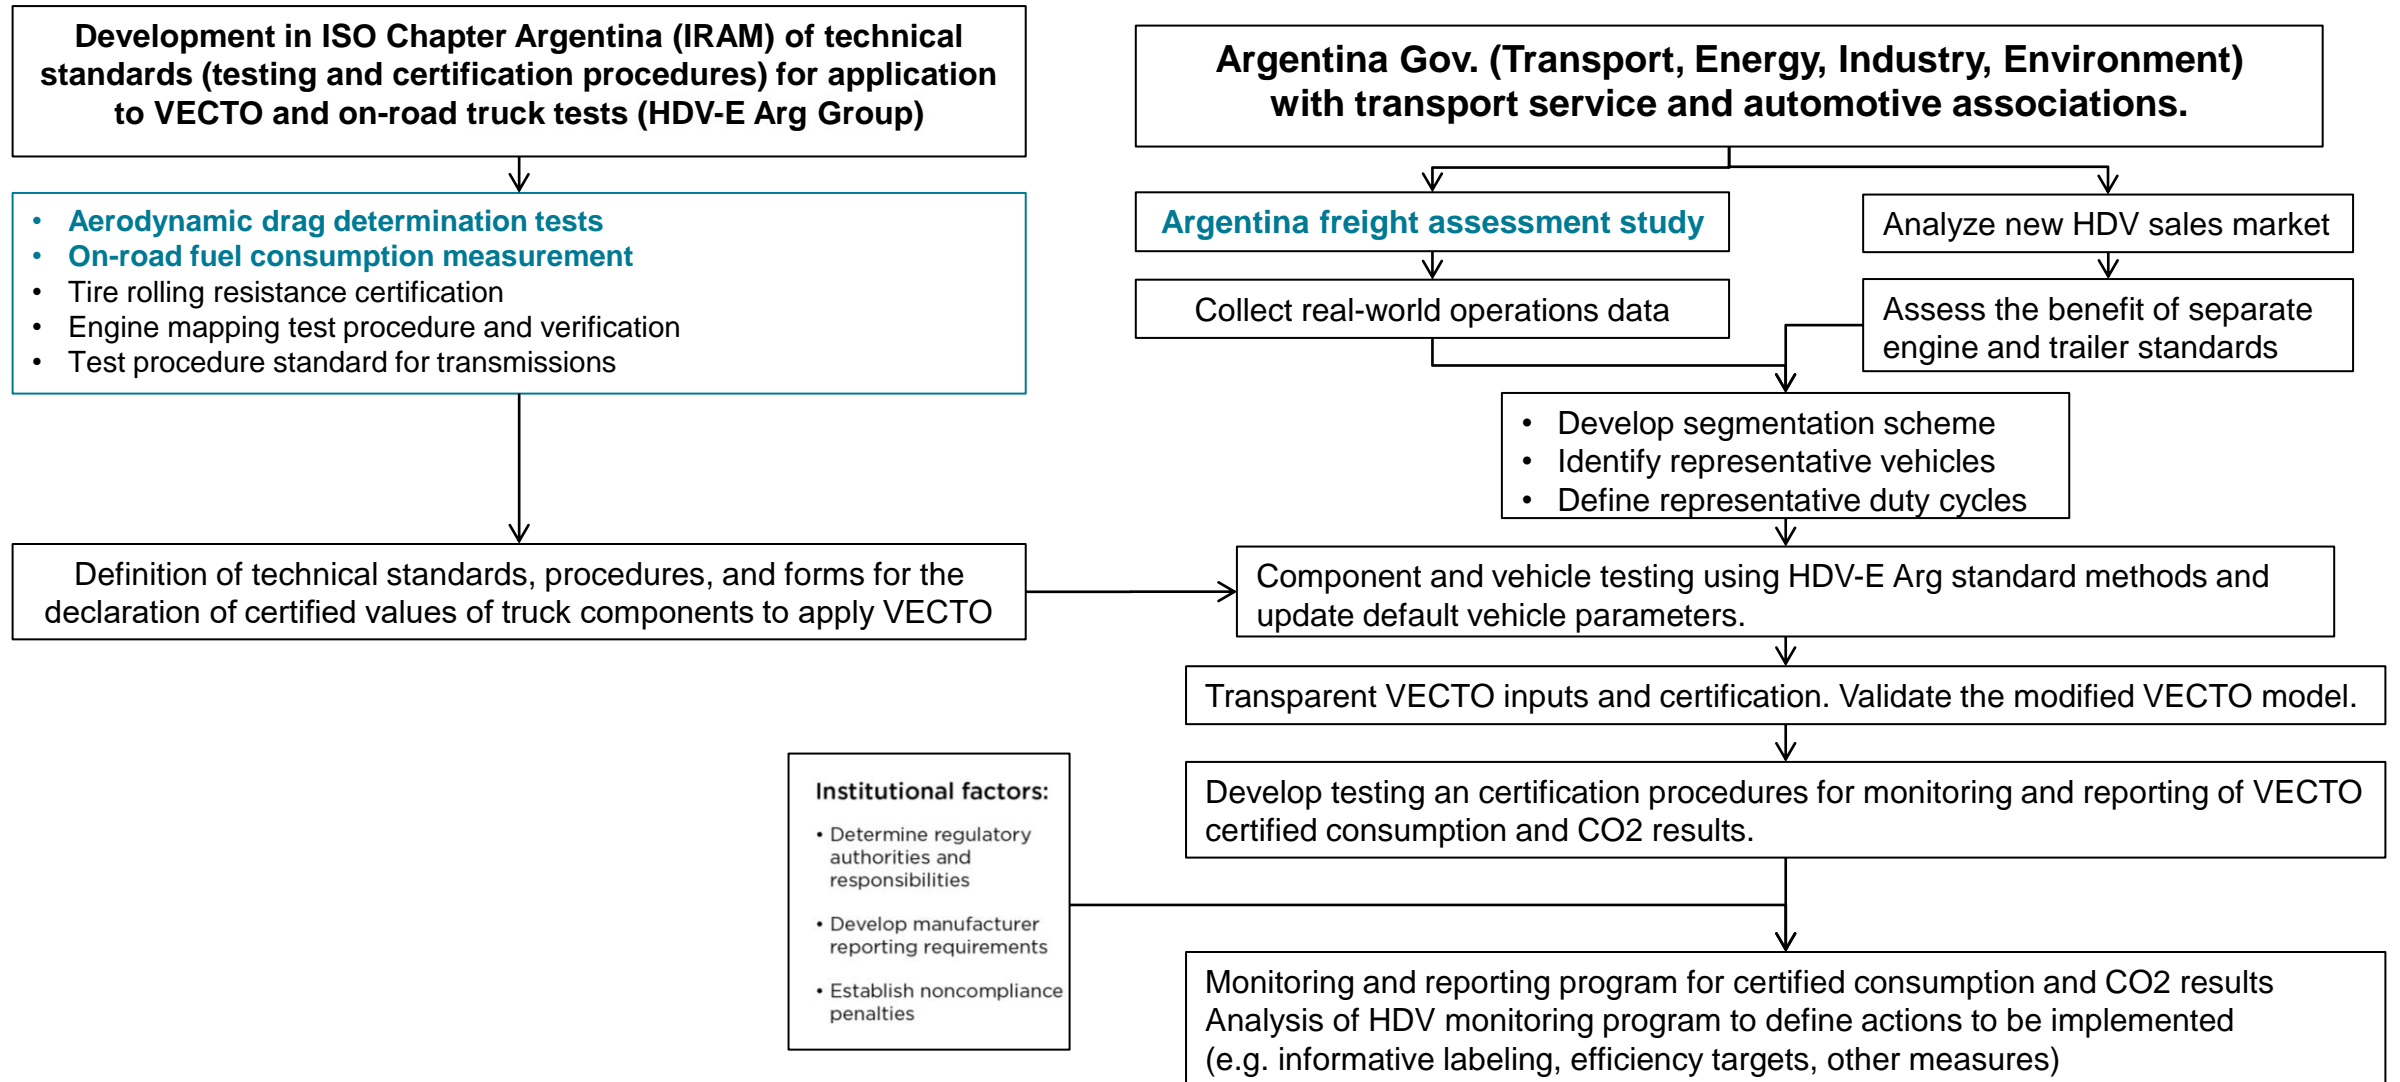 Development in ISO Chapter Argentina (IRAM) of technical
standards (testing and certification procedures) for application
to VECTO and on-road truck tests (HDV-E Arg Group)
Argentina Gov. (Transport, Energy, Industry, Environment)
with transport service and automotive associations.
• Aerodynamic drag determination tests
• On-road fuel consumption measurement
• Tire rolling resistance certification
• Engine mapping test procedure and verification
• Test procedure standard for transmissions
Argentina freight assessment study
Analyze new HDV sales market
Collect real-world operations data
Assess the benefit of separate
engine and trailer standards
• Develop segmentation scheme
• Identify representative vehicles
• Define representative duty cycles
Definition of technical standards, procedures, and forms for the
declaration of certified values of truck components to apply VECTO
Component and vehicle testing using HDV-E Arg standard methods and
update default vehicle parameters.
Transparent VECTO inputs and certification. Validate the modified VECTO model.
Develop testing an certification procedures for monitoring and reporting of VECTO
certified consumption and CO2 results.
Institutional factors:
• Determine regulatory
authorities and
responsibilities
• Develop manufacturer
reporting requirements
• Establish noncompliance
penalties
Monitoring and reporting program for certified consumption and CO2 results
Analysis of HDV monitoring program to define actions to be implemented
(e.g. informative labeling, efficiency targets, other measures)